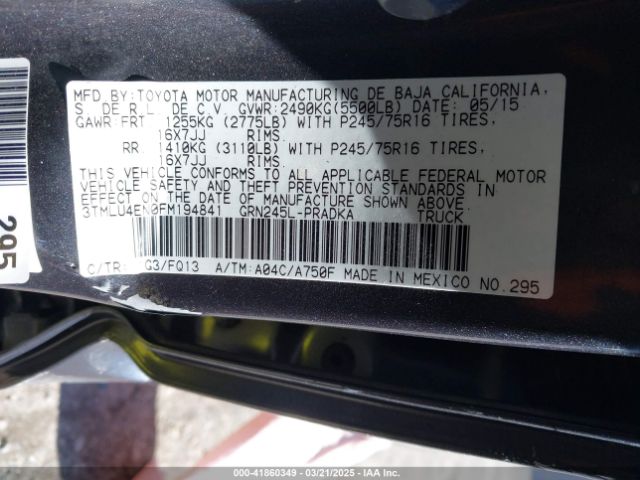 MFD. BY: TOYOTA MOTOR MANUFACTURING DE BAJA CALIFORNIA,
S DE R.L. DE C.V. GVWR:2490KG(5500LB) DATE: 05/15
GAWR:FRT 1255KG (2775LB) WITH P245/75R16 TIRES,
16X7JJ RIMS,
RR 1410KG (3110LB) WITH P245/75R16 TIRES,
16X7JJ RIMS
THIS VEHICLE CONFORMS TO ALL APPLICABLE FEDERAL MOTOR
VEHICLE SAFETY AND THEFT PREVENTION STANDARDS IN
EFFECT ON THE DATE OF MANUFACTURE SHOWN ABOVE.
3TMLU4EN0FM194841 GRN245L-PRADKA TRUCK
C/TR: G3/FQ13 A/TM: A04C/A750F MADE IN MEXICO NO.295
295
000-41860349 | 03/21/2025 | IAA Inc.